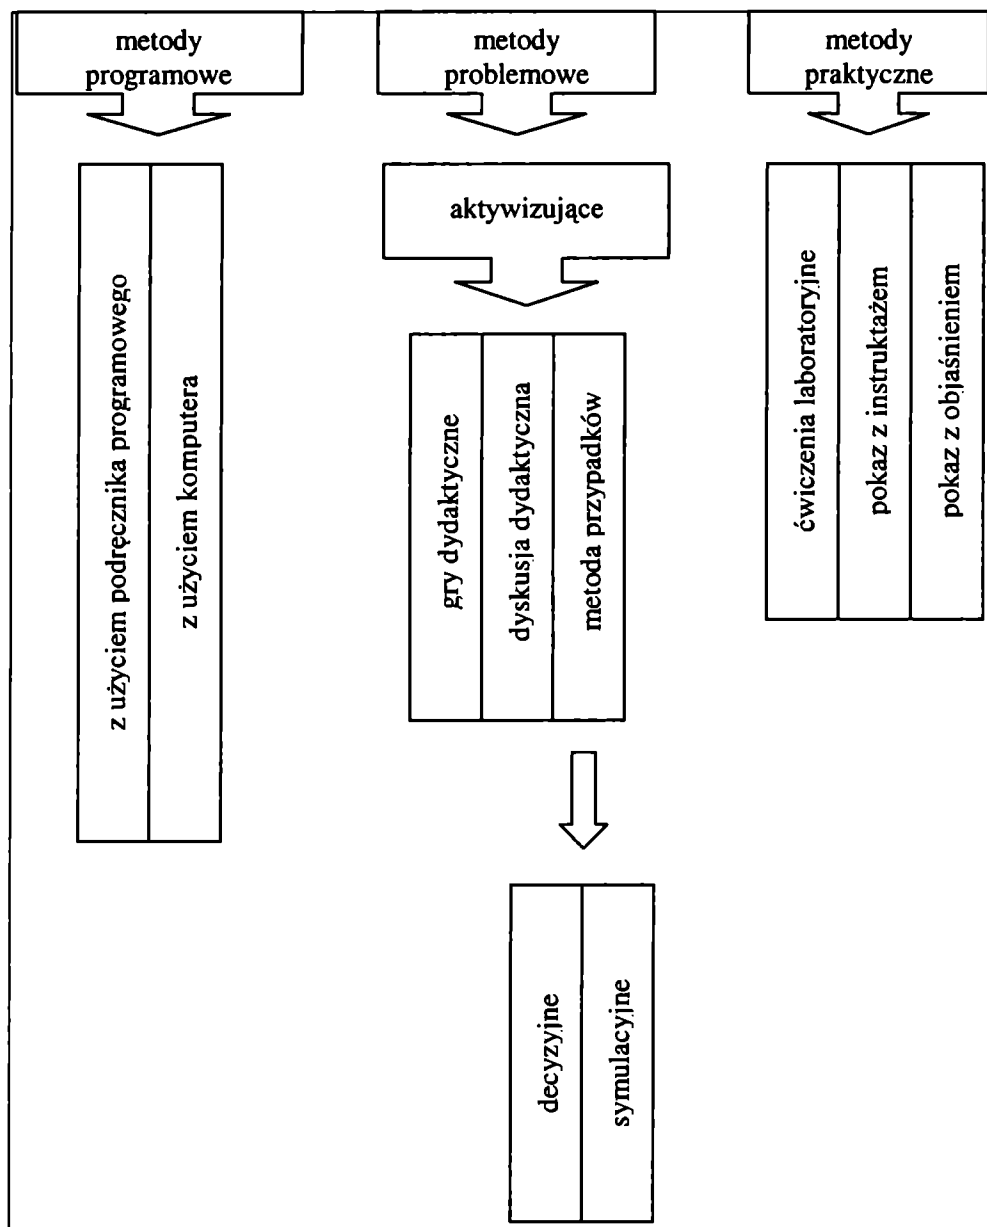 metody
programowe
metody
problemowe
metody
praktyczne
aktywizujące
z użyciem podręcznika programowego
z użyciem komputera
gry dydaktyczne
dyskusja dydaktyczna
metoda przypadków
ćwiczenia laboratoryjne
pokaz z instruktażem
pokaz z objaśnieniem
decyzyjne
symulacyjne